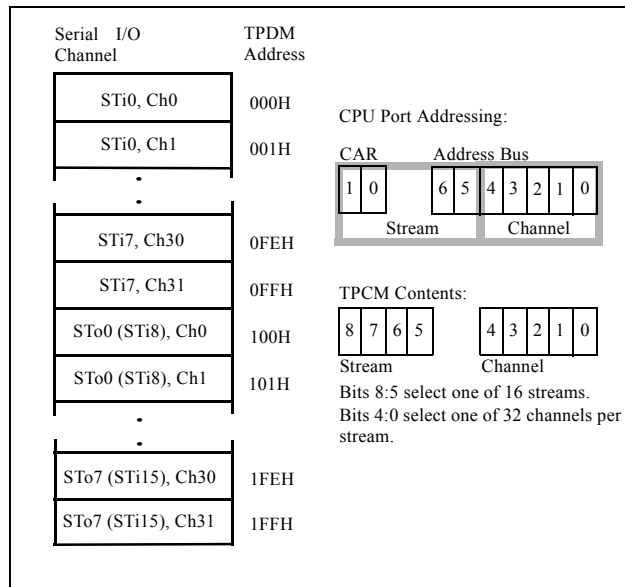 Serial I/O Channel
TPDM Address
STi0, Ch0
000H
STi0, Ch1
001H
STi7, Ch30
0FEH
STi7, Ch31
0FFH
STo0 (STi8), Ch0
100H
STo0 (STi8), Ch1
101H
STo7 (STi15), Ch30
1FEH
STo7 (STi15), Ch31
1FFH
CPU Port Addressing:
CAR
Address Bus
1 0
6 5 4 3 2 1 0
Stream
Channel
TPCM Contents:
8 7 6 5
4 3 2 1 0
Stream
Channel
Bits 8:5 select one of 16 streams.
Bits 4:0 select one of 32 channels per
stream.